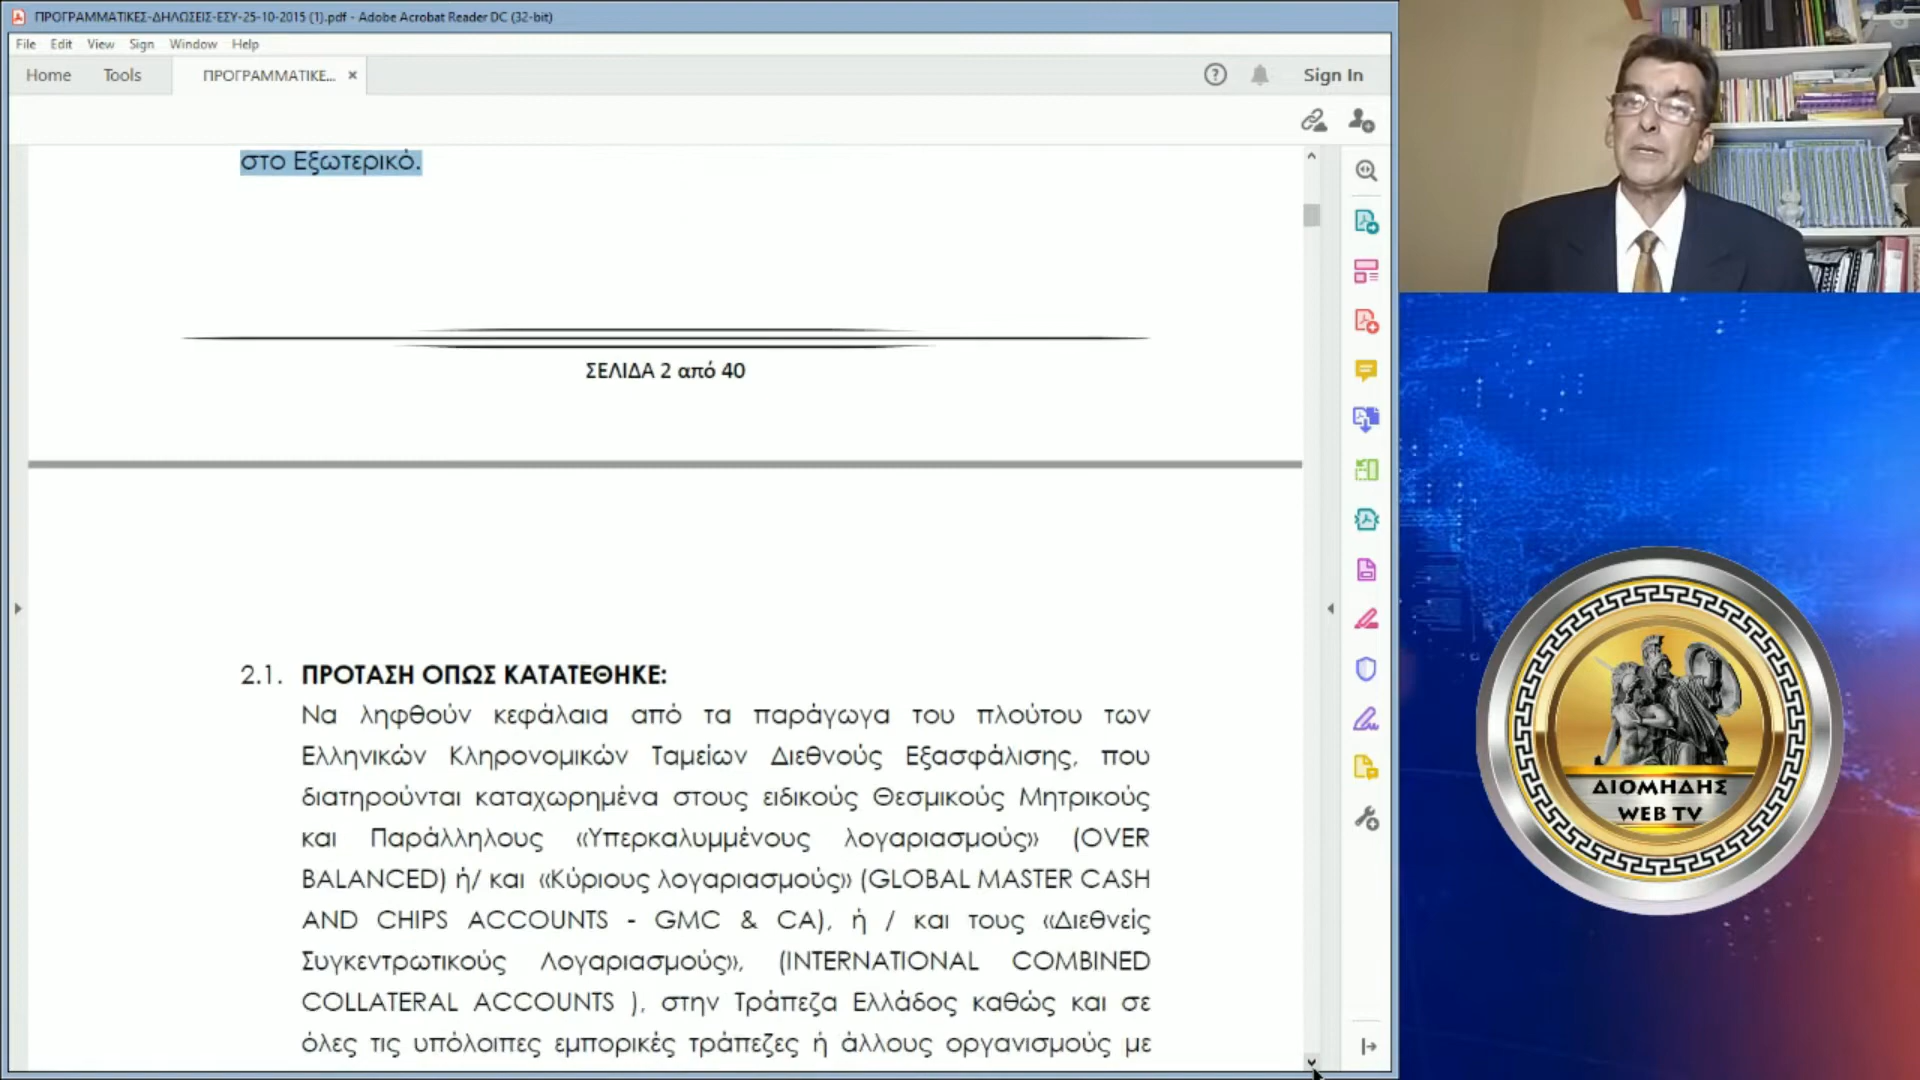 ΠΡΟΓΡΑΜΜΑΤΙΚΕΣ-ΔΗΛΩΣΕΙΣ-ΕΣΥ-25-10-2015 (1).pdf - Adobe Acrobat Reader DC (32-bit)
File Edit View Sign Window Help
Home Tools ΠΡΟΓΡΑΜΜΑΤΙΚΕ... × Sign In
στο Εξωτερικό.
ΣΕΛΙΔΑ 2 από 40
2.1. ΠΡΟΤΑΣΗ ΟΠΩΣ ΚΑΤΑΤΕΘΗΚΕ:
Να ληφθούν κεφάλαια από τα παράγωγα του πλούτου των
Ελληνικών Κληρονομικών Ταμείων Διεθνούς Εξασφάλισης, που
διατηρούνται καταχωρημένα στους ειδικούς Θεσμικούς Μητρικούς
και Παράλληλους «Υπερκαλυμμένους λογαριασμούς» (OVER
BALANCED) ή/ και «Κύριους λογαριασμούς» (GLOBAL MASTER CASH
AND CHIPS ACCOUNTS - GMC & CA), ή / και τους «Διεθνείς
Συγκεντρωτικούς Λογαριασμούς», (INTERNATIONAL COMBINED
COLLATERAL ACCOUNTS ), στην Τράπεζα Ελλάδος καθώς και σε
όλες τις υπόλοιπες εμπορικές τράπεζες ή άλλους οργανισμούς με
ΔΙΟΜΗΔΗΣ
WEB TV